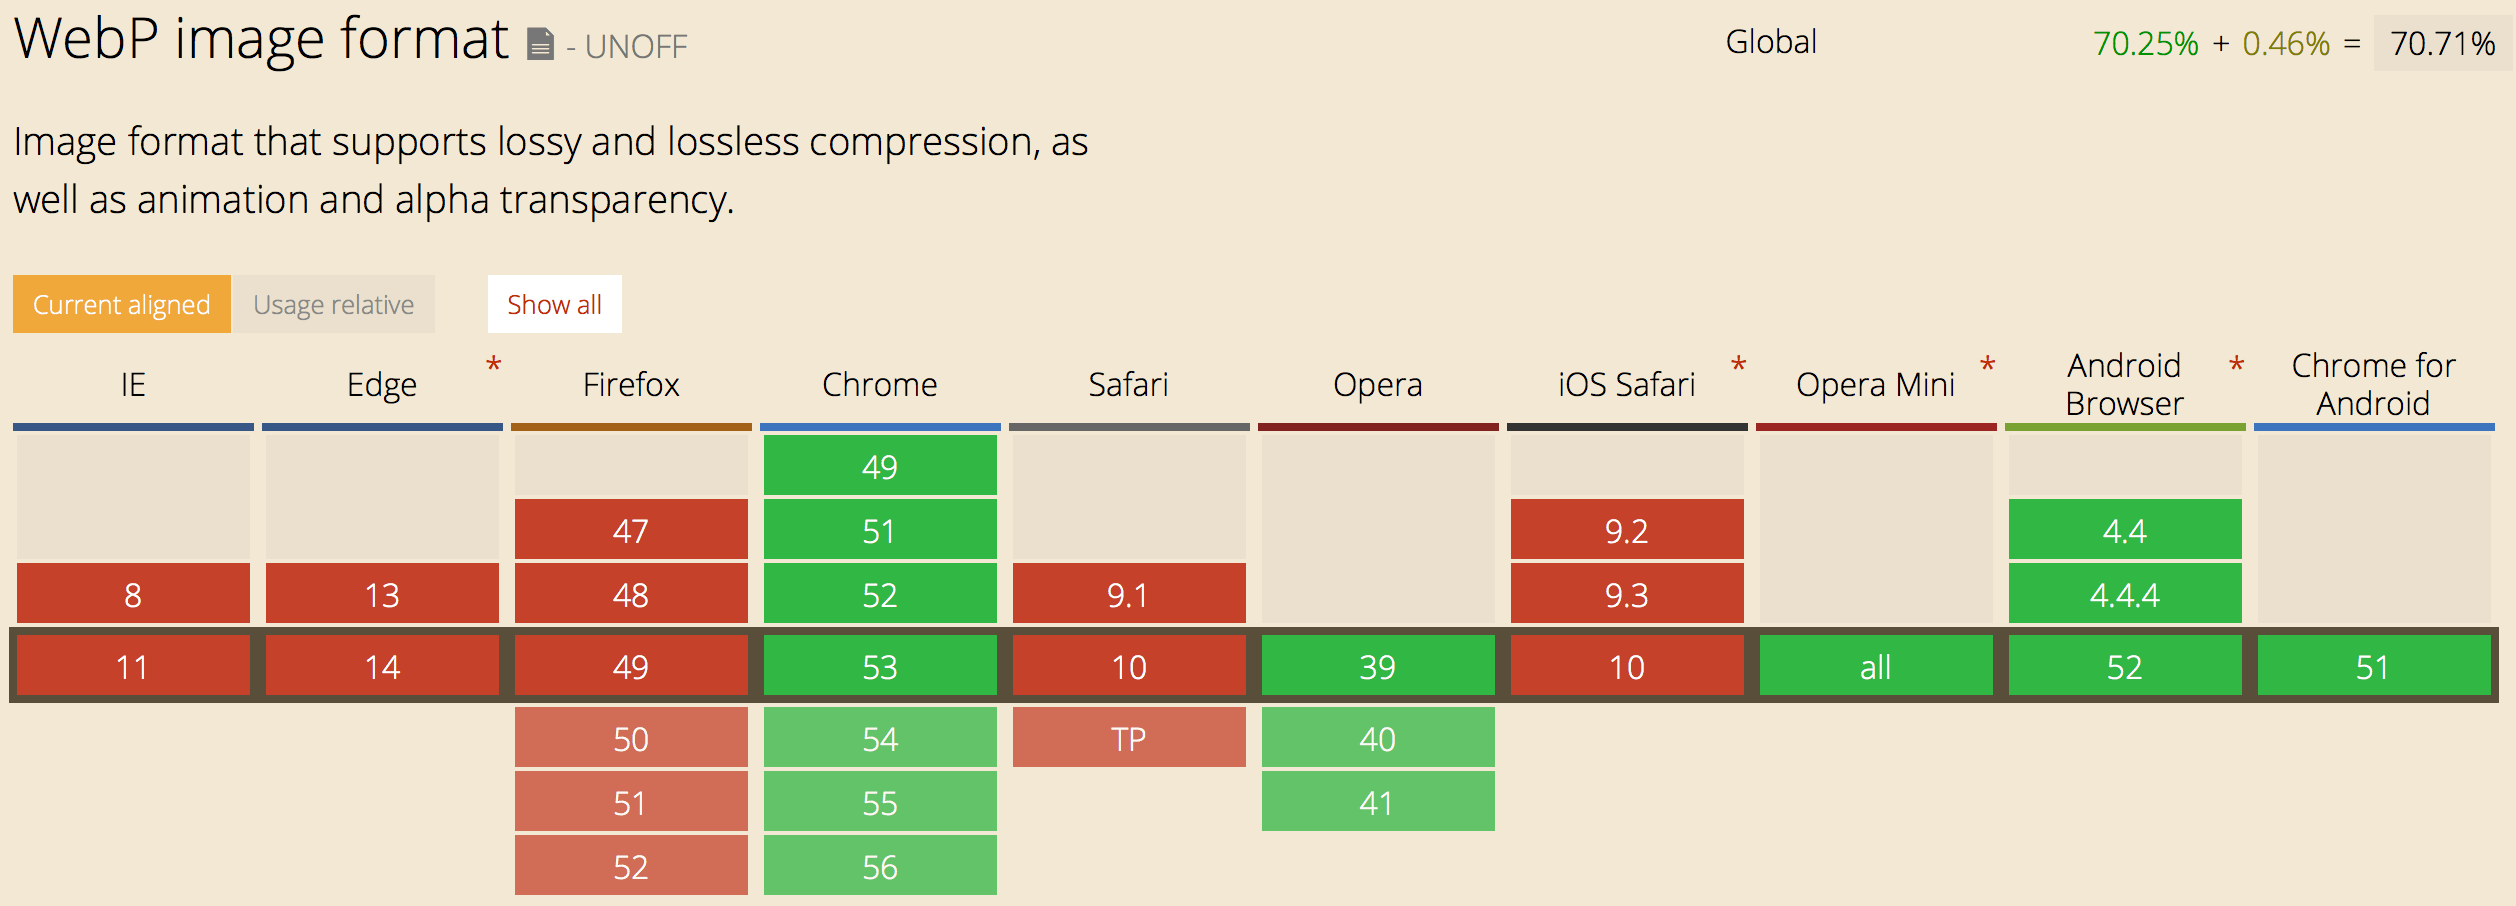 WebP image format - UNOFF
Global 70.25% + 0.46% = 70.71%
Image format that supports lossy and lossless compression, as
well as animation and alpha transparency.
Current aligned Usage relative Show all
IE Edge * Firefox Chrome Safari Opera iOS Safari * Opera Mini * Android Browser * Chrome for Android
49
47 51 9.2 4.4
8 13 48 52 9.1 9.3 4.4.4
11 14 49 53 10 39 10 all 52 51
50 54 TP 40
51 55 41
52 56